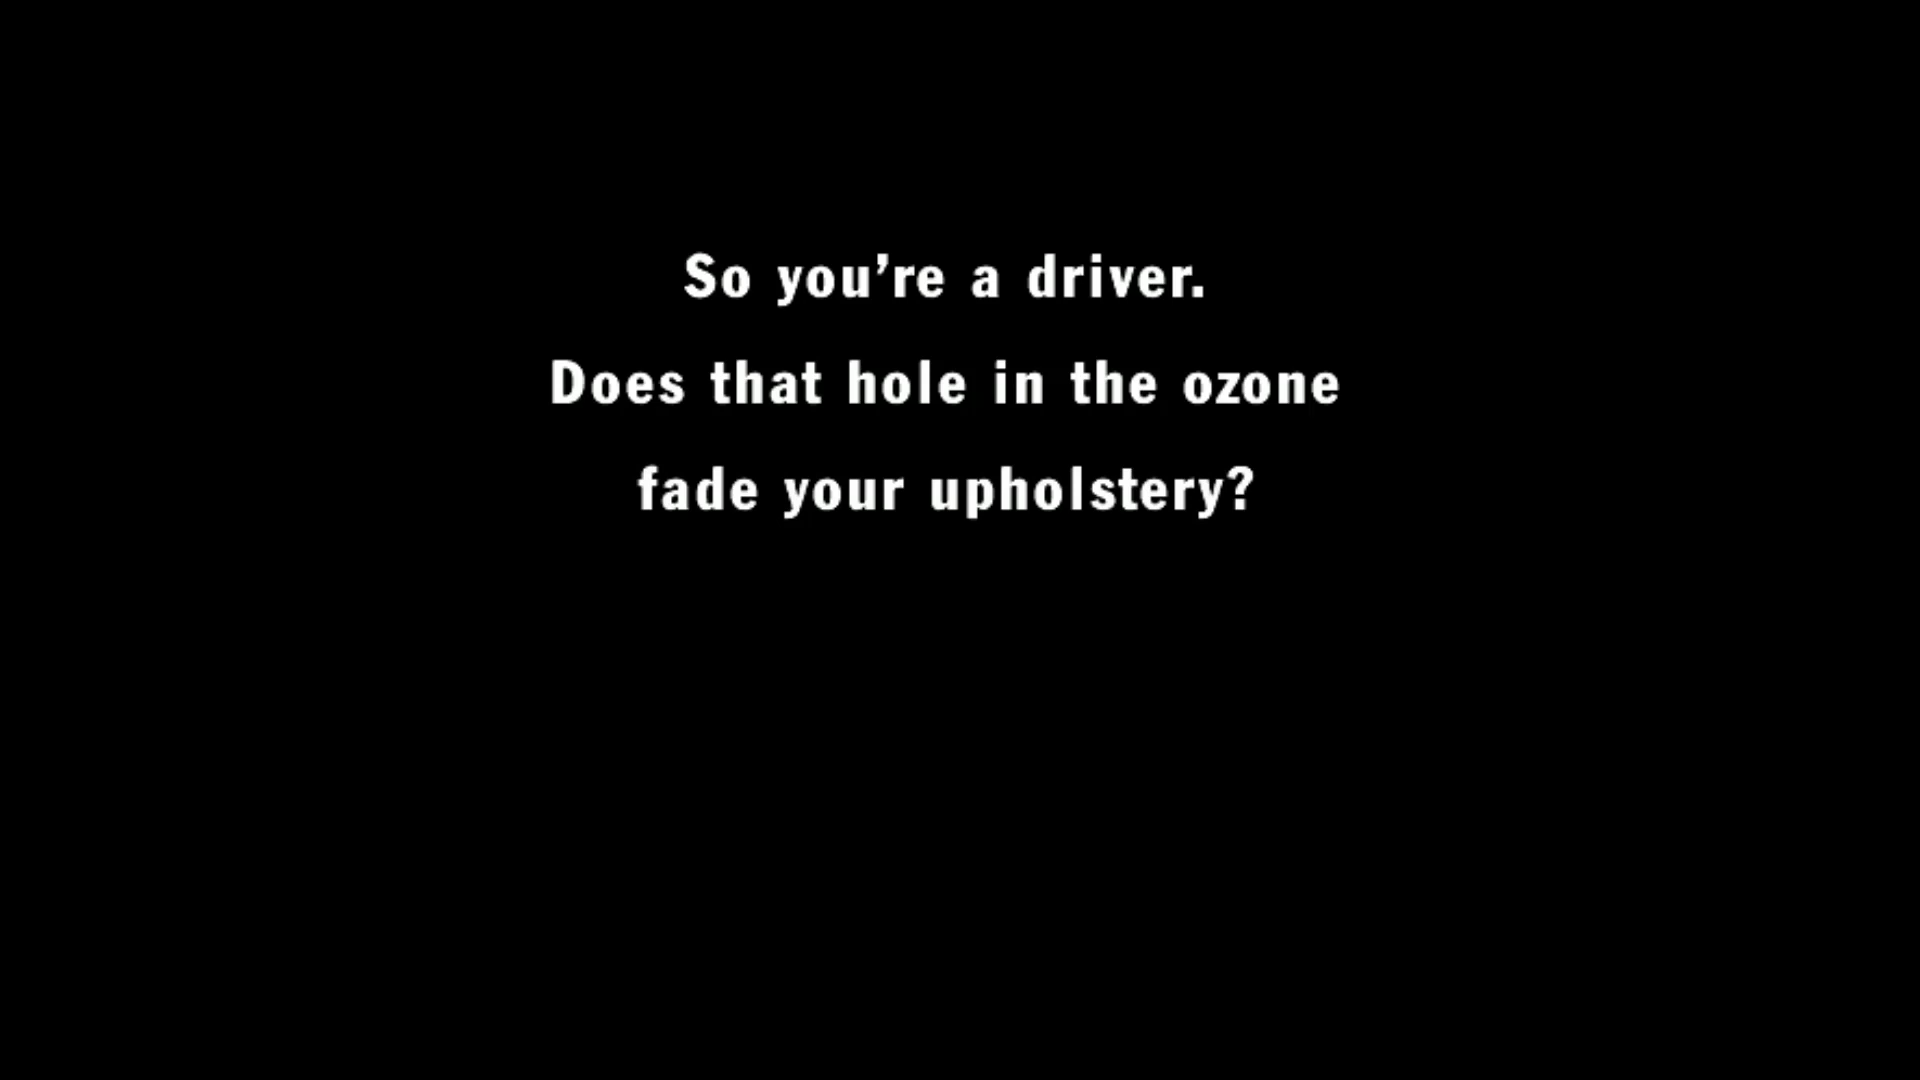 So you’re a driver.
Does that hole in the ozone
fade your upholstery?